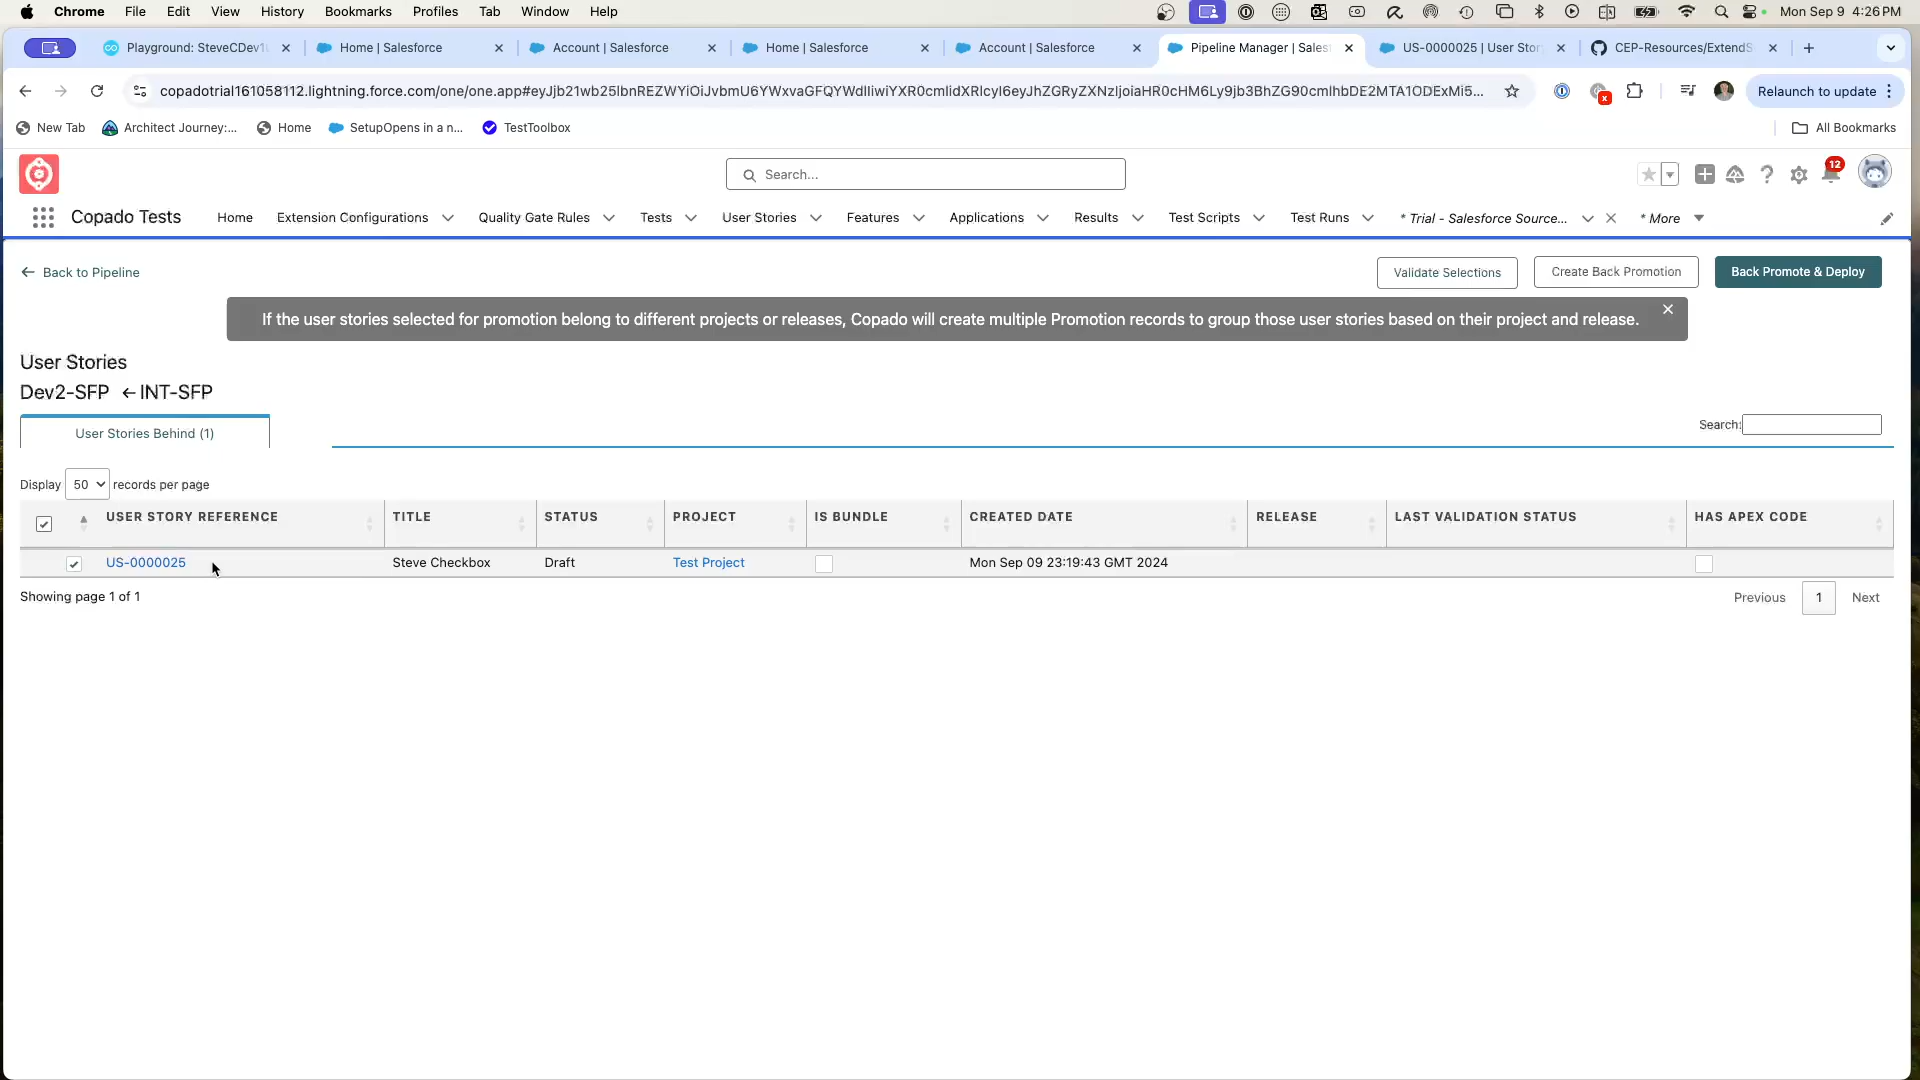 Chrome File Edit View History Bookmarks Profiles Tab Window Help Mon Sep 9 4:26 PM
Playground: SteveCDev1 Home | Salesforce Account | Salesforce Home | Salesforce Account | Salesforce Pipeline Manager | Sales US-0000025 | User Stor CEP-Resources/ExtendS
copadotrial161058112.lightning.force.com/one/one.app#eyJjb21wb25lbnREZWYiOiJvbmU6YWxvaGFQYWdlIiwiYXR0cmlidXRlcyI6eyJhZGRyZXNzIjoiaHR0cHM6Ly9jb3BhZG90cmlhbDE2MTA1ODExMi5... Relaunch to update
New Tab Architect Journey:... Home SetupOpens in a n... TestToolbox All Bookmarks
Search... 12
Copado Tests Home Extension Configurations Quality Gate Rules Tests User Stories Features Applications Results Test Scripts Test Runs * Trial - Salesforce Source... * More
Back to Pipeline Validate Selections Create Back Promotion Back Promote & Deploy
If the user stories selected for promotion belong to different projects or releases, Copado will create multiple Promotion records to group those user stories based on their project and release.
User Stories
Dev2-SFP ←INT-SFP
User Stories Behind (1) Search:
Display 50 records per page
USER STORY REFERENCE TITLE STATUS PROJECT IS BUNDLE CREATED DATE RELEASE LAST VALIDATION STATUS HAS APEX CODE
US-0000025 Steve Checkbox Draft Test Project Mon Sep 09 23:19:43 GMT 2024
Showing page 1 of 1 Previous 1 Next